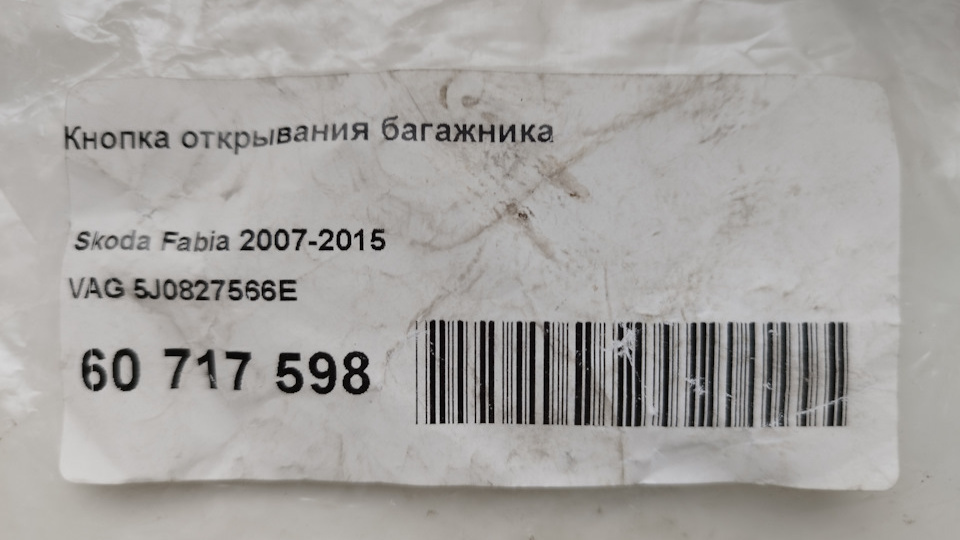 Кнопка открывания багажника
Skoda Fabia 2007-2015
VAG 5J0827566E
60 717 598